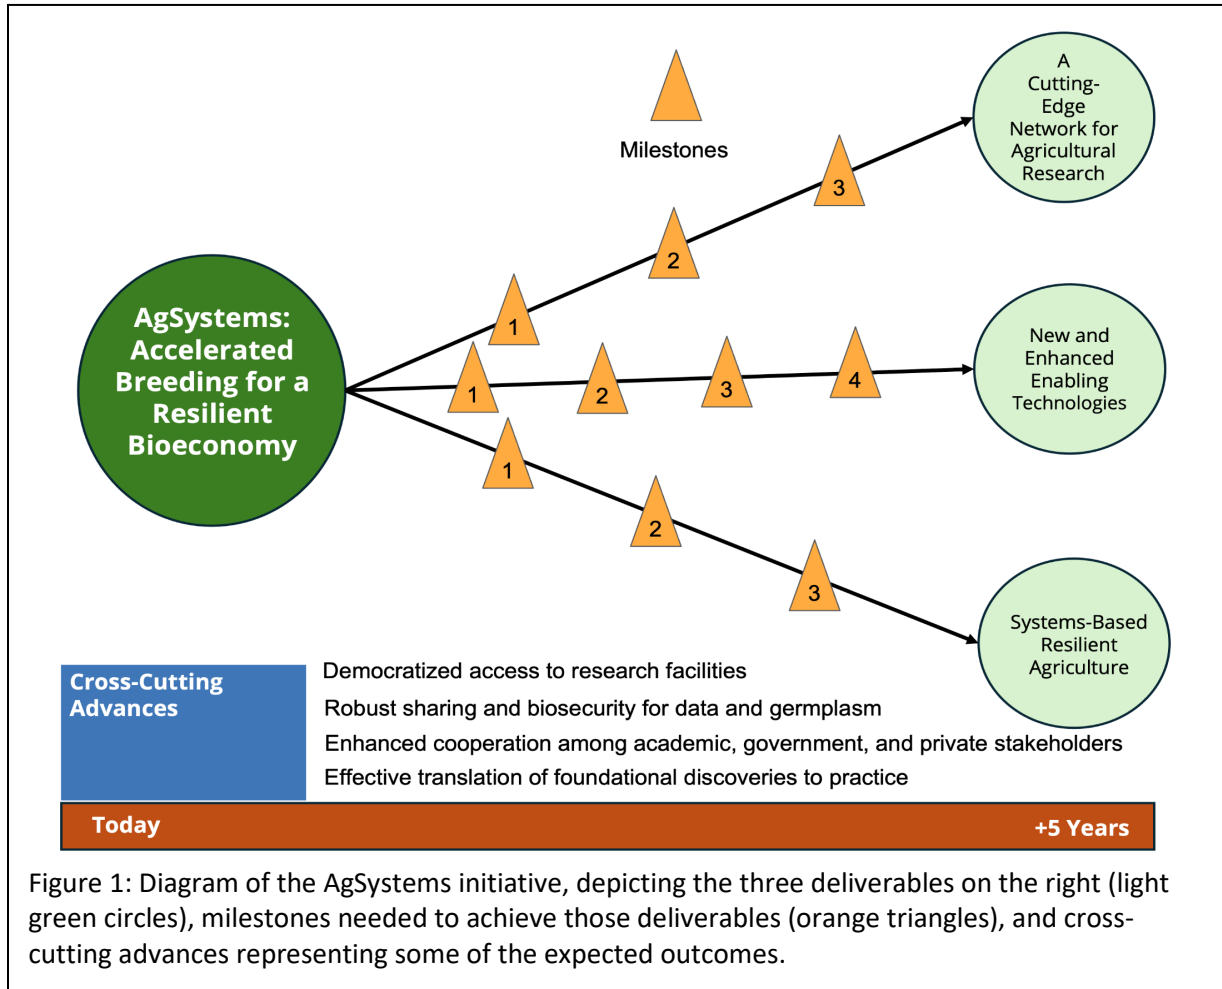 A
Cutting-
Edge
Network for
Agricultural
Research
Milestones
3
2
1
AgSystems:
Accelerated
Breeding for a
Resilient
Bioeconomy
New and
Enhanced
Enabling
Technologies
1
2
3
4
1
2
3
Systems-Based
Resilient
Agriculture
Cross-Cutting
Advances
Democratized access to research facilities
Robust sharing and biosecurity for data and germplasm
Enhanced cooperation among academic, government, and private stakeholders
Effective translation of foundational discoveries to practice
Today
+5 Years
Figure 1: Diagram of the AgSystems initiative, depicting the three deliverables on the right (light
green circles), milestones needed to achieve those deliverables (orange triangles), and cross-
cutting advances representing some of the expected outcomes.